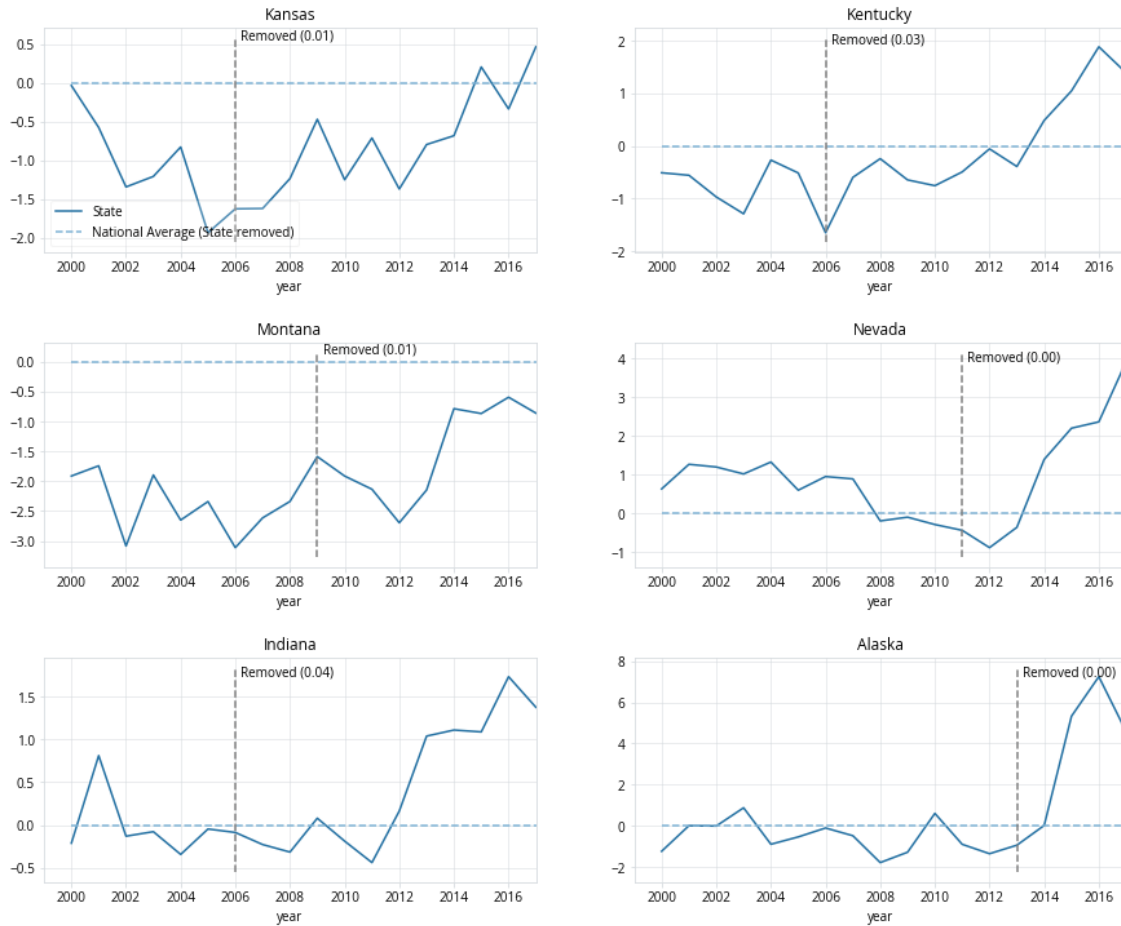 Kansas
Removed (0.01)
0.5
0.0
−0.5
−1.0
−1.5
−2.0
State
National Average (State removed)
2000 2002 2004 2006 2008 2010 2012 2014 2016
year
Kentucky
Removed (0.03)
2
1
0
−1
−2
2000 2002 2004 2006 2008 2010 2012 2014 2016
year
Montana
Removed (0.01)
0.0
−0.5
−1.0
−1.5
−2.0
−2.5
−3.0
2000 2002 2004 2006 2008 2010 2012 2014 2016
year
Nevada
Removed (0.00)
4
3
2
1
0
−1
2000 2002 2004 2006 2008 2010 2012 2014 2016
year
Indiana
Removed (0.04)
1.5
1.0
0.5
0.0
−0.5
2000 2002 2004 2006 2008 2010 2012 2014 2016
year
Alaska
Removed (0.00)
8
6
4
2
0
−2
2000 2002 2004 2006 2008 2010 2012 2014 2016
year